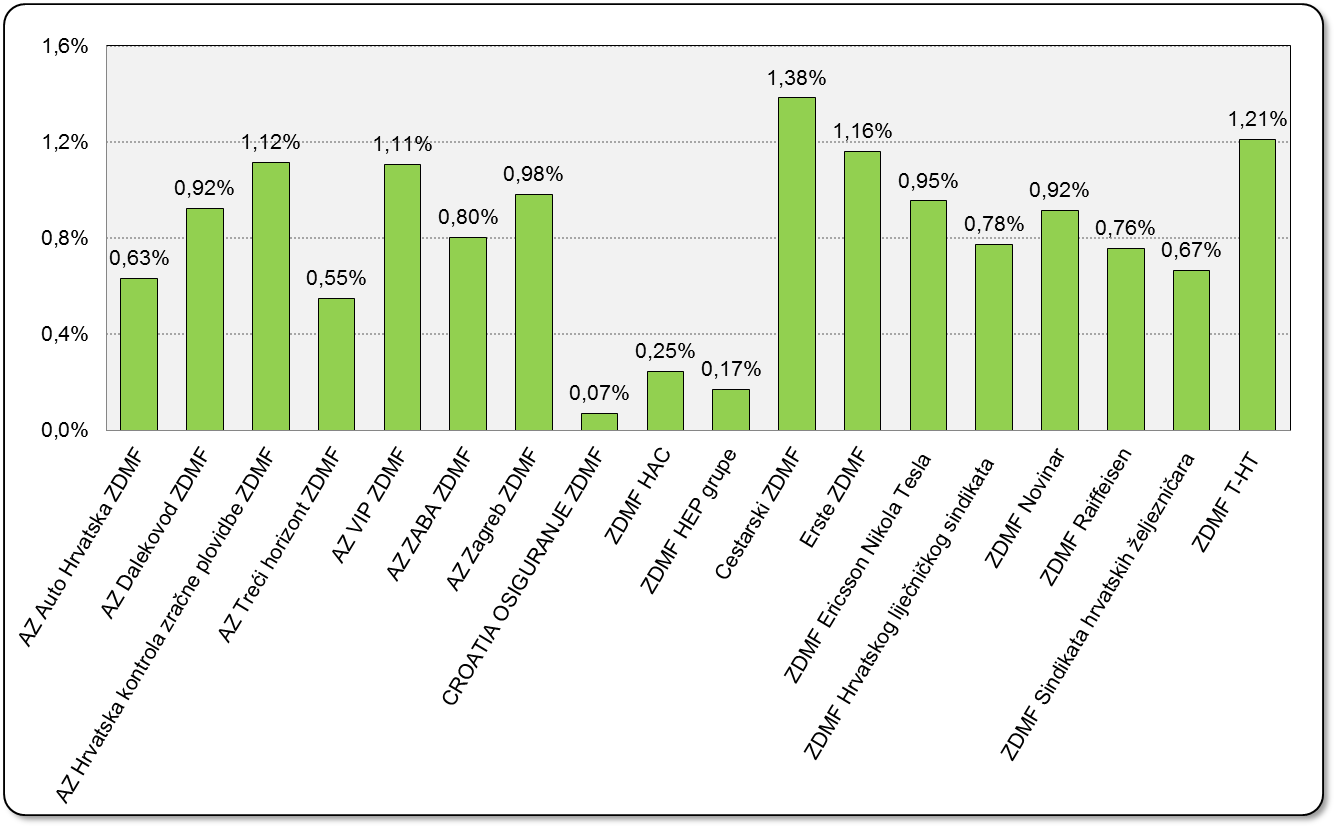 1,6%
1,2%
0,8%
0,4%
0,0%
0,63%
0,92%
1,12%
0,55%
1,11%
0,80%
0,98%
0,07%
0,25%
0,17%
1,38%
1,16%
0,95%
0,78%
0,92%
0,76%
0,67%
1,21%
AZ Auto Hrvatska ZDMF
AZ Dalekovod ZDMF
AZ Hrvatska kontrola zračne plovidbe ZDMF
AZ Treći horizont ZDMF
AZ VIP ZDMF
AZ ZABA ZDMF
AZ Zagreb ZDMF
CROATIA OSIGURANJE ZDMF
ZDMF HAC
ZDMF HEP grupe
Cestarski ZDMF
Erste ZDMF
ZDMF Ericsson Nikola Tesla
ZDMF Hrvatskog liječničkog sindikata
ZDMF Novinar
ZDMF Raiffeisen
ZDMF Sindikata hrvatskih željezničara
ZDMF T-HT